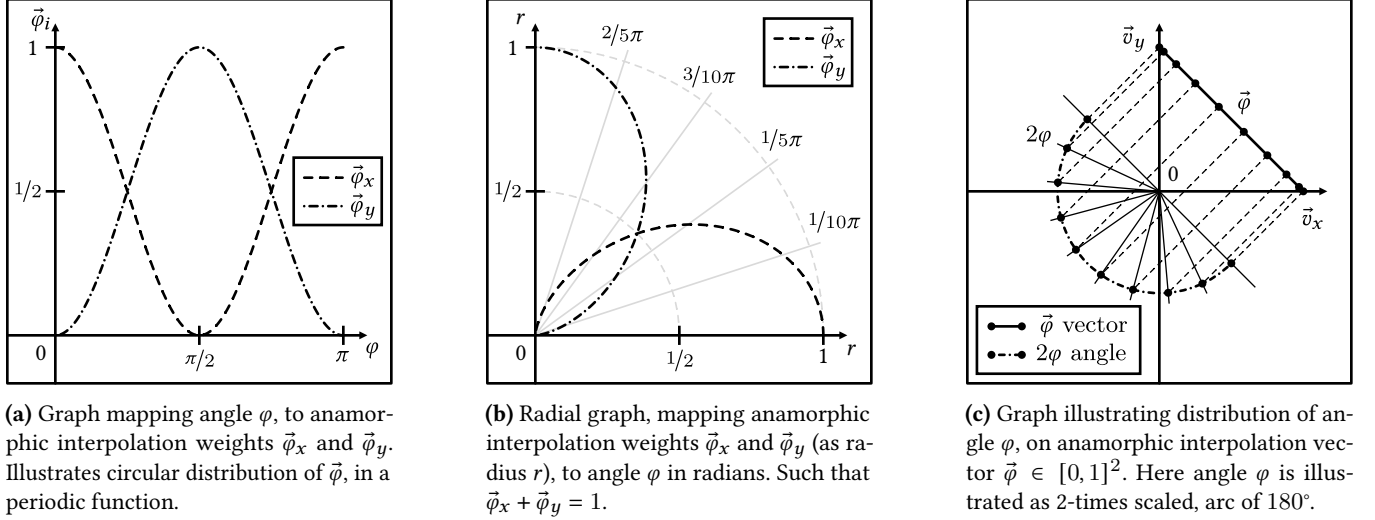 φ⃗ᵢ
1
1/2
0
π/2
π
φ
φ⃗ₓ
φ⃗ᵧ
r
1
1/2
0
1/2
1
r
2/5π
3/10π
1/5π
1/10π
φ⃗ₓ
φ⃗ᵧ
v⃗ᵧ
φ⃗
2φ
0
v⃗ₓ
φ⃗ vector
2φ angle
(a) Graph mapping angle φ, to anamor-
phic interpolation weights φ⃗ₓ and φ⃗ᵧ.
Illustrates circular distribution of φ⃗, in a
periodic function.
(b) Radial graph, mapping anamorphic
interpolation weights φ⃗ₓ and φ⃗ᵧ (as ra-
dius r), to angle φ in radians. Such that
φ⃗ₓ + φ⃗ᵧ = 1.
(c) Graph illustrating distribution of an-
gle φ, on anamorphic interpolation vec-
tor φ⃗ ∈ [0, 1]². Here angle φ is illus-
trated as 2-times scaled, arc of 180°.